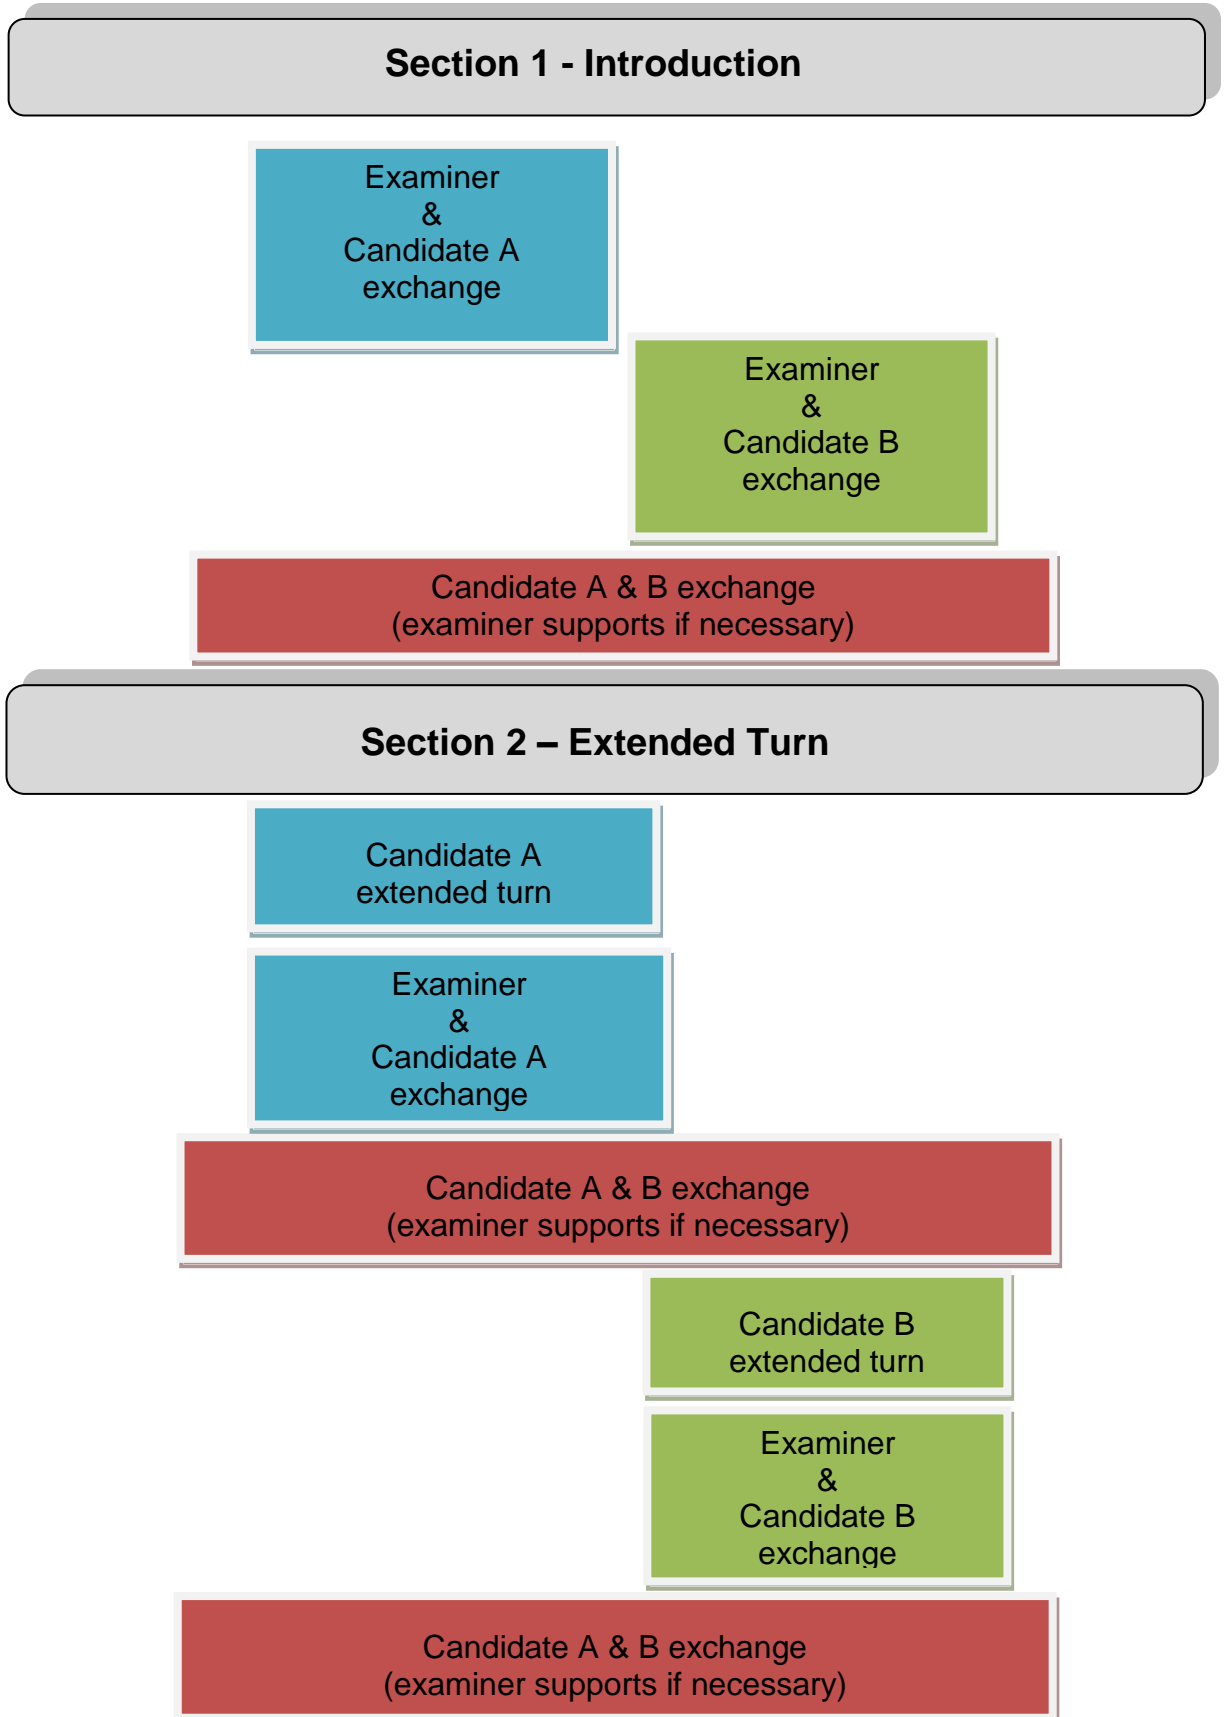 Section 1 - Introduction
Examiner
&
Candidate A
exchange
Examiner
&
Candidate B
exchange
Candidate A & B exchange
(examiner supports if necessary)
Section 2 – Extended Turn
Candidate A
extended turn
Examiner
&
Candidate A
exchange
Candidate A & B exchange
(examiner supports if necessary)
Candidate B
extended turn
Examiner
&
Candidate B
exchange
Candidate A & B exchange
(examiner supports if necessary)